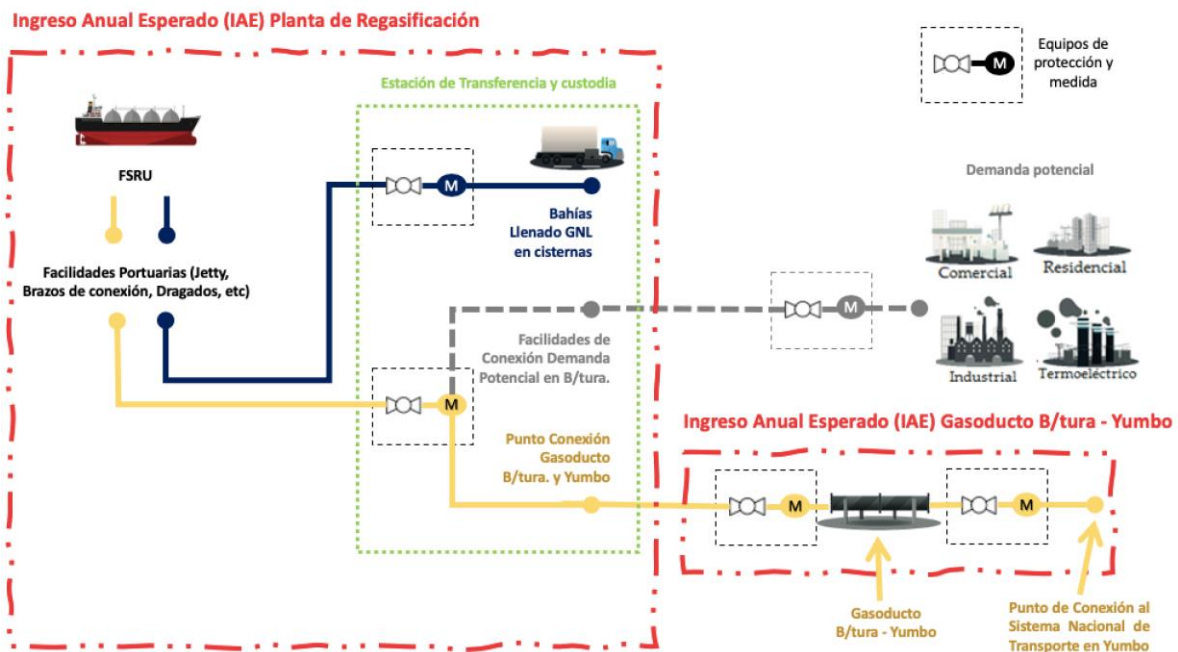 Ingreso Anual Esperado (IAE) Planta de Regasificación
Equipos de
protección y
medida
M
Estación de Transferencia y custodia
FSRU
M
Bahías
Llenado GNL
en cisternas
Facilidades Portuarias (Jetty,
Brazos de conexión, Dragados, etc)
Demanda potencial
Comercial
Residencial
Industrial
Termoeléctrico
M
Facilidades de
Conexión Demanda
Potencial en B/tura.
M
Punto Conexión
Gasoducto
B/tura. y Yumbo
Ingreso Anual Esperado (IAE) Gasoducto B/tura - Yumbo
M
M
Gasoducto
B/tura - Yumbo
Punto de Conexión al
Sistema Nacional de
Transporte en Yumbo